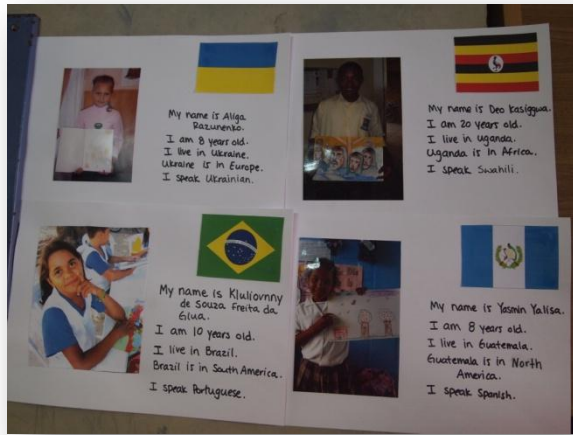 My name is Aliga
Razunenko.
I am 8 years old.
I live in Ukraine.
Ukraine is in Europe.
I speak Ukrainian.
My name is Deo Kasiggwa.
I am 20 years old.
I live in Uganda.
Uganda is in Africa.
I speak Swahili.
My name is Kluliovnny
de Souza Freita da
Glua.
I am 10 years old.
I live in Brazil.
Brazil is in South America.
I speak Portuguese.
My name is Yasmin Yalisa.
I am 8 years old.
I live in Guatemala.
Guatemala is in North
America.
I speak Spanish.